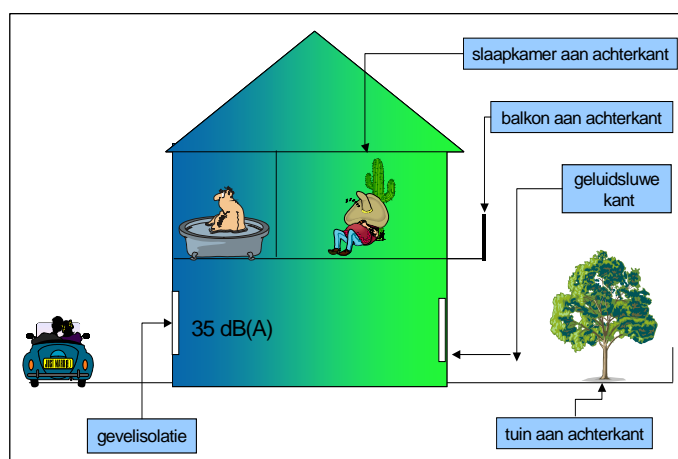 slaapkamer aan achterkant
balkon aan achterkant
geluidsluwe
kant
35 dB(A)
gevelisolatie
tuin aan achterkant